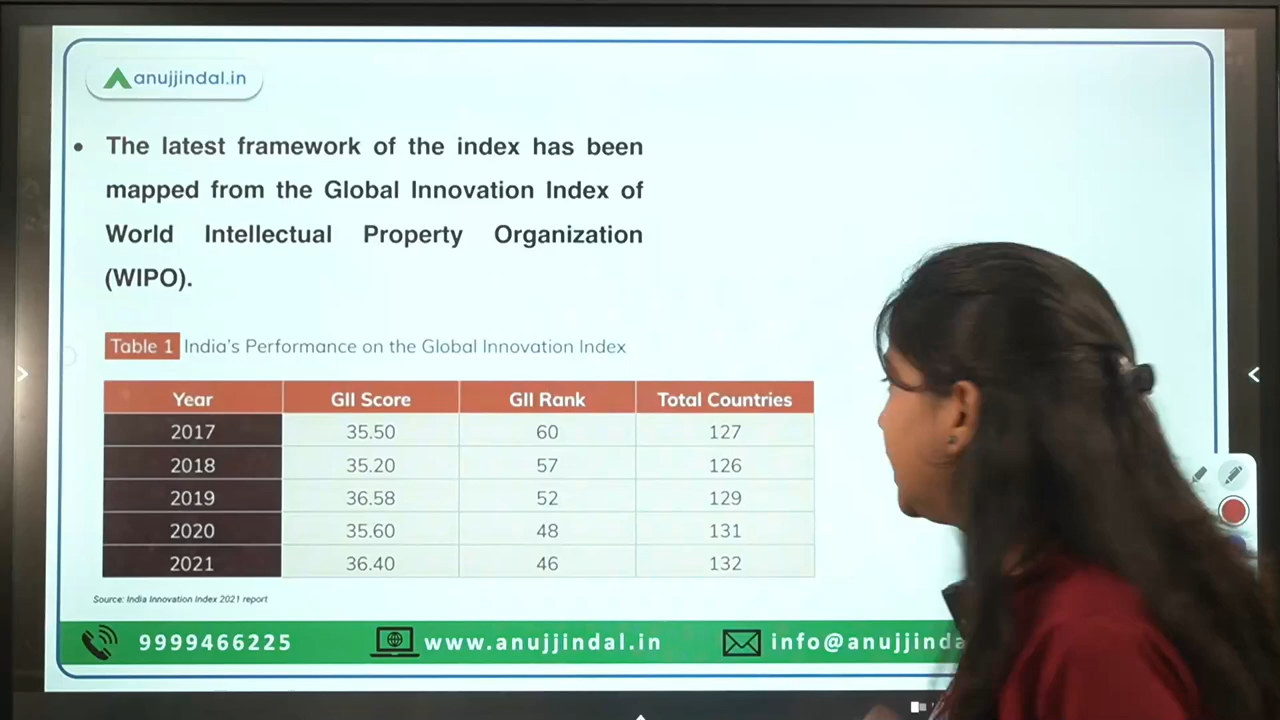 anujjindal.in
• The latest framework of the index has been
mapped from the Global Innovation Index of
World Intellectual Property Organization
(WIPO).
Table 1 India's Performance on the Global Innovation Index
Year GII Score GII Rank Total Countries
2017 35.50 60 127
2018 35.20 57 126
2019 36.58 52 129
2020 35.60 48 131
2021 36.40 46 132
Source: India Innovation Index 2021 report
9999466225 www.anujjindal.in info@anujjinda